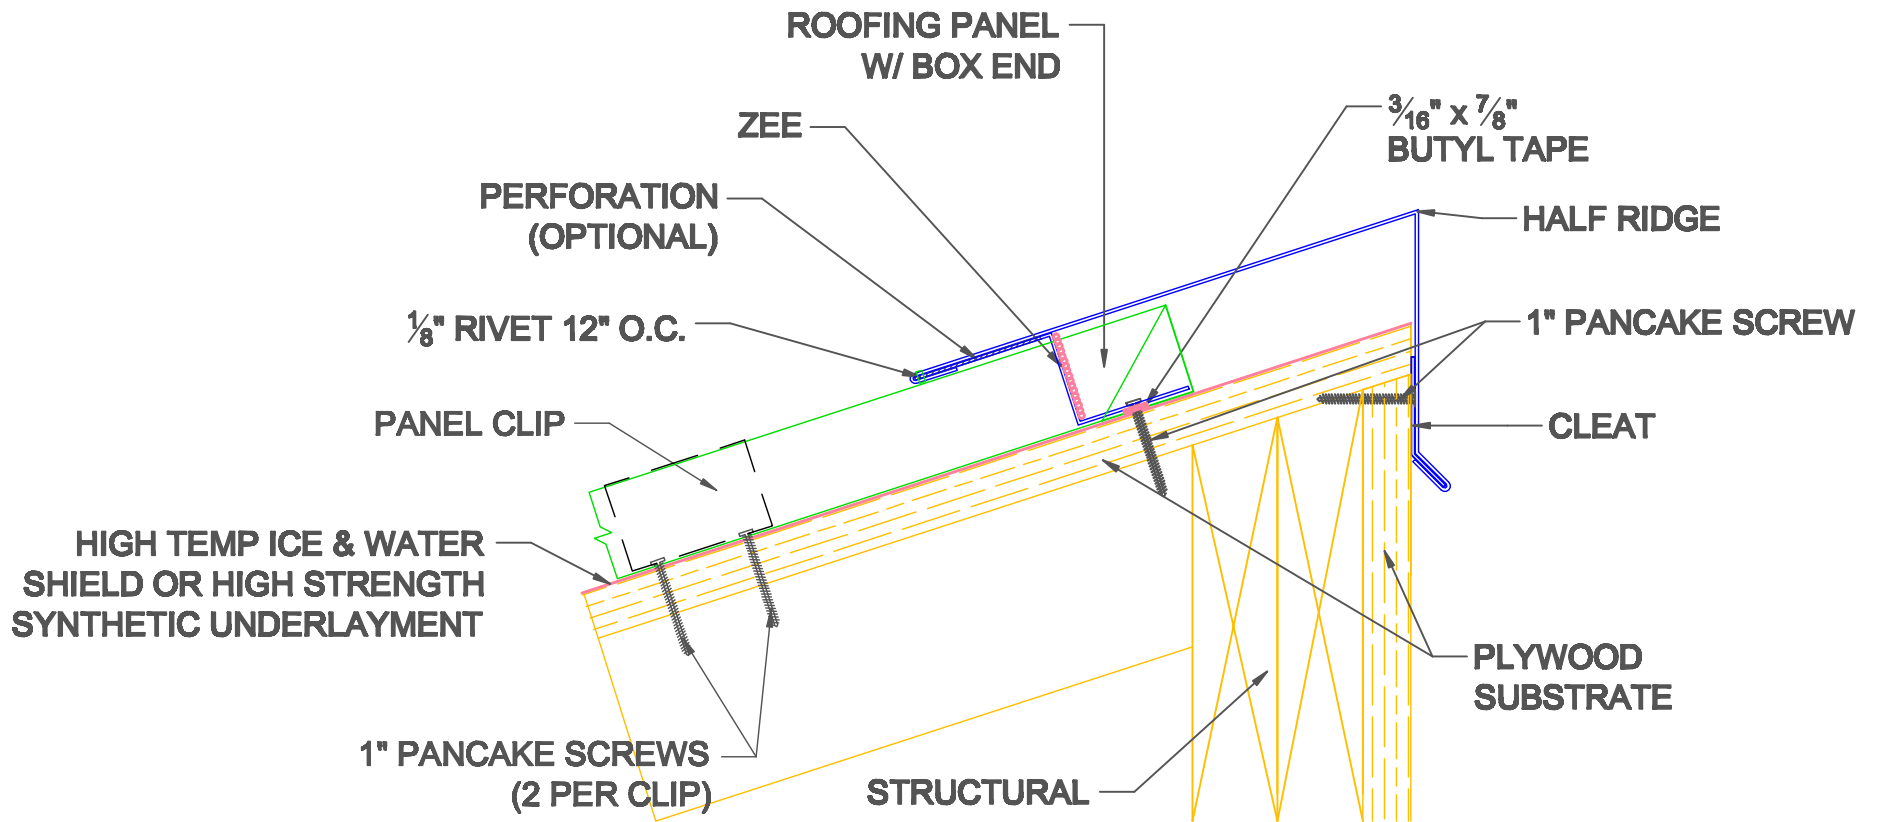 ROOFING PANEL
W/ BOX END
ZEE
3/16" x 7/8"
BUTYL TAPE
PERFORATION
(OPTIONAL)
HALF RIDGE
1/8" RIVET 12" O.C.
1" PANCAKE SCREW
PANEL CLIP
CLEAT
HIGH TEMP ICE & WATER
SHIELD OR HIGH STRENGTH
SYNTHETIC UNDERLAYMENT
PLYWOOD
SUBSTRATE
1" PANCAKE SCREWS
(2 PER CLIP)
STRUCTURAL